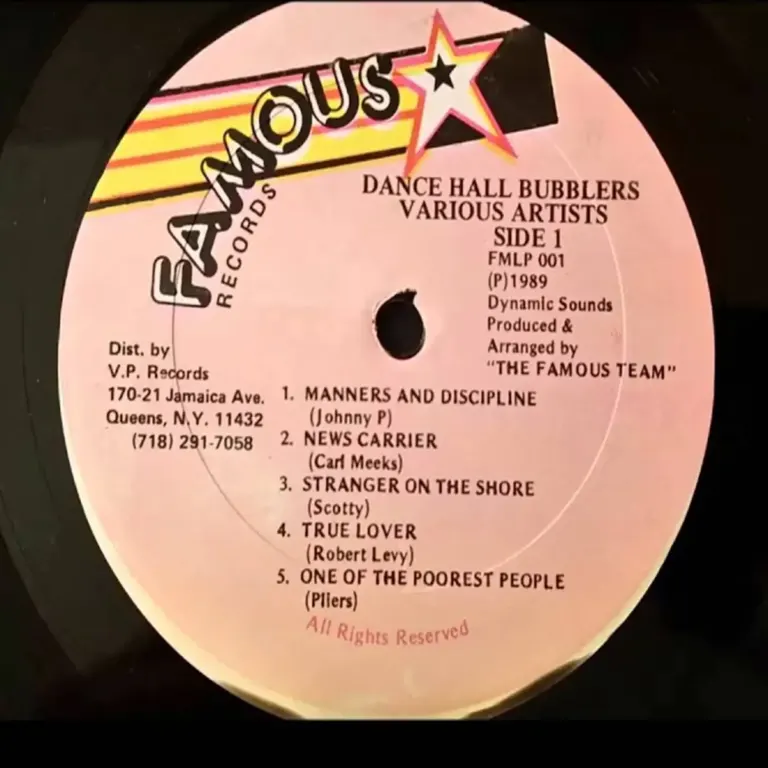 FAMOUS
RECORDS
DANCE HALL BUBBLERS
VARIOUS ARTISTS
SIDE 1
FMLP 001
(P)1989
Dynamic Sounds
Produced &
Arranged by
"THE FAMOUS TEAM"
Dist. by
V.P. Records
170-21 Jamaica Ave.
Queens, N.Y. 11432
(718) 291-7058
1. MANNERS AND DISCIPLINE
(Johnny P)
2. NEWS CARRIER
(Carl Meeks)
3. STRANGER ON THE SHORE
(Scotty)
4. TRUE LOVER
(Robert Levy)
5. ONE OF THE POOREST PEOPLE
(Pliers)
All Rights Reserved